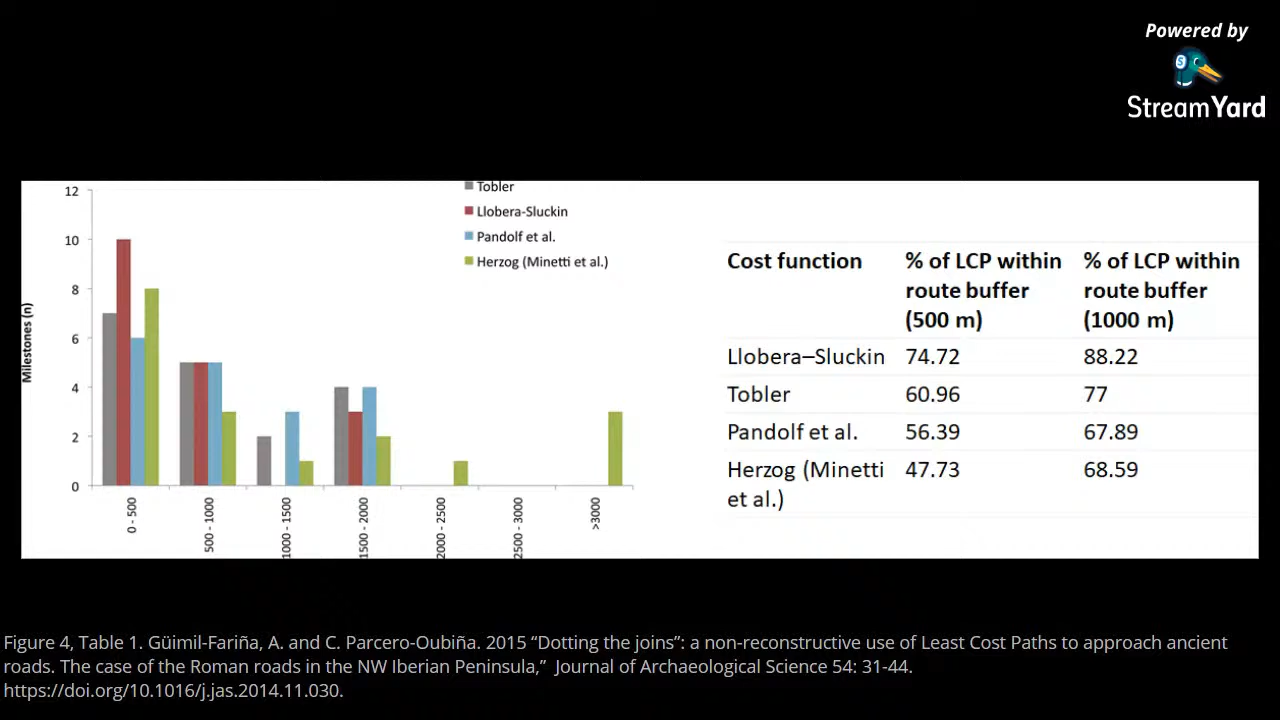 Powered by
StreamYard
12
10
8
6
4
2
0
Milestones (n)
Tobler
Llobera-Sluckin
Pandolf et al.
Herzog (Minetti et al.)
0 - 500
500 - 1000
1000 - 1500
1500 - 2000
2000 - 2500
2500 - 3000
>3000
Cost function % of LCP within route buffer (500 m) % of LCP within route buffer (1000 m)
Llobera–Sluckin 74.72 88.22
Tobler 60.96 77
Pandolf et al. 56.39 67.89
Herzog (Minetti et al.) 47.73 68.59
Figure 4, Table 1. Güimil-Fariña, A. and C. Parcero-Oubiña. 2015 “Dotting the joins”: a non-reconstructive use of Least Cost Paths to approach ancient
roads. The case of the Roman roads in the NW Iberian Peninsula,” Journal of Archaeological Science 54: 31-44.
https://doi.org/10.1016/j.jas.2014.11.030.